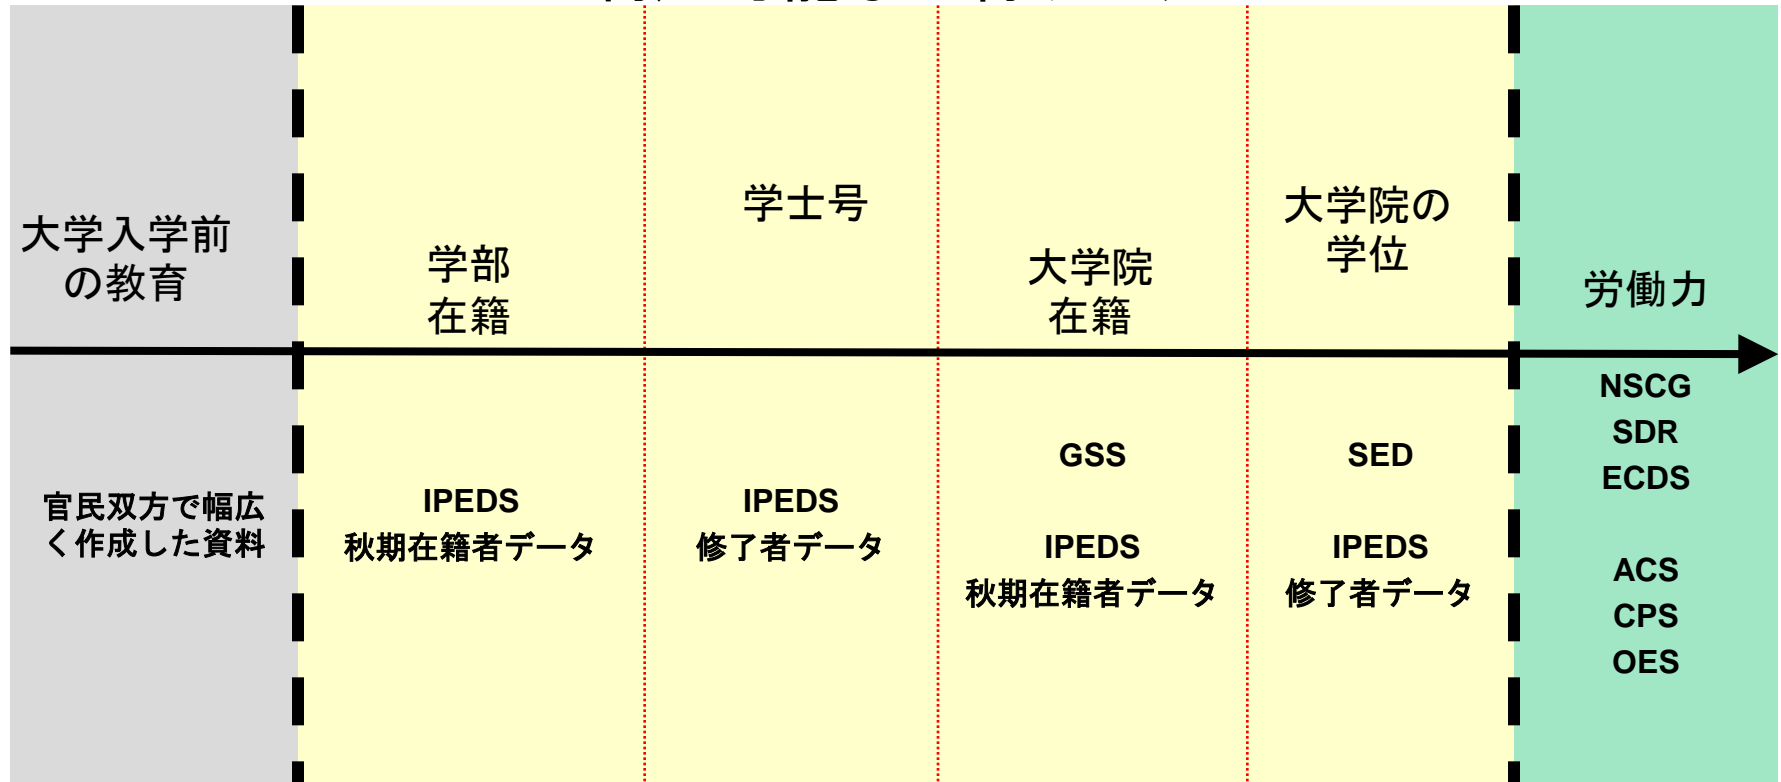 大学入学前
の教育
学部
在籍
学士号
大学院
在籍
大学院の
学位
労働力
官民双方で幅広
く作成した資料
IPEDS
秋期在籍者データ
IPEDS
修了者データ
GSS
IPEDS
秋期在籍者データ
SED
IPEDS
修了者データ
NSCG
SDR
ECDS
ACS
CPS
OES